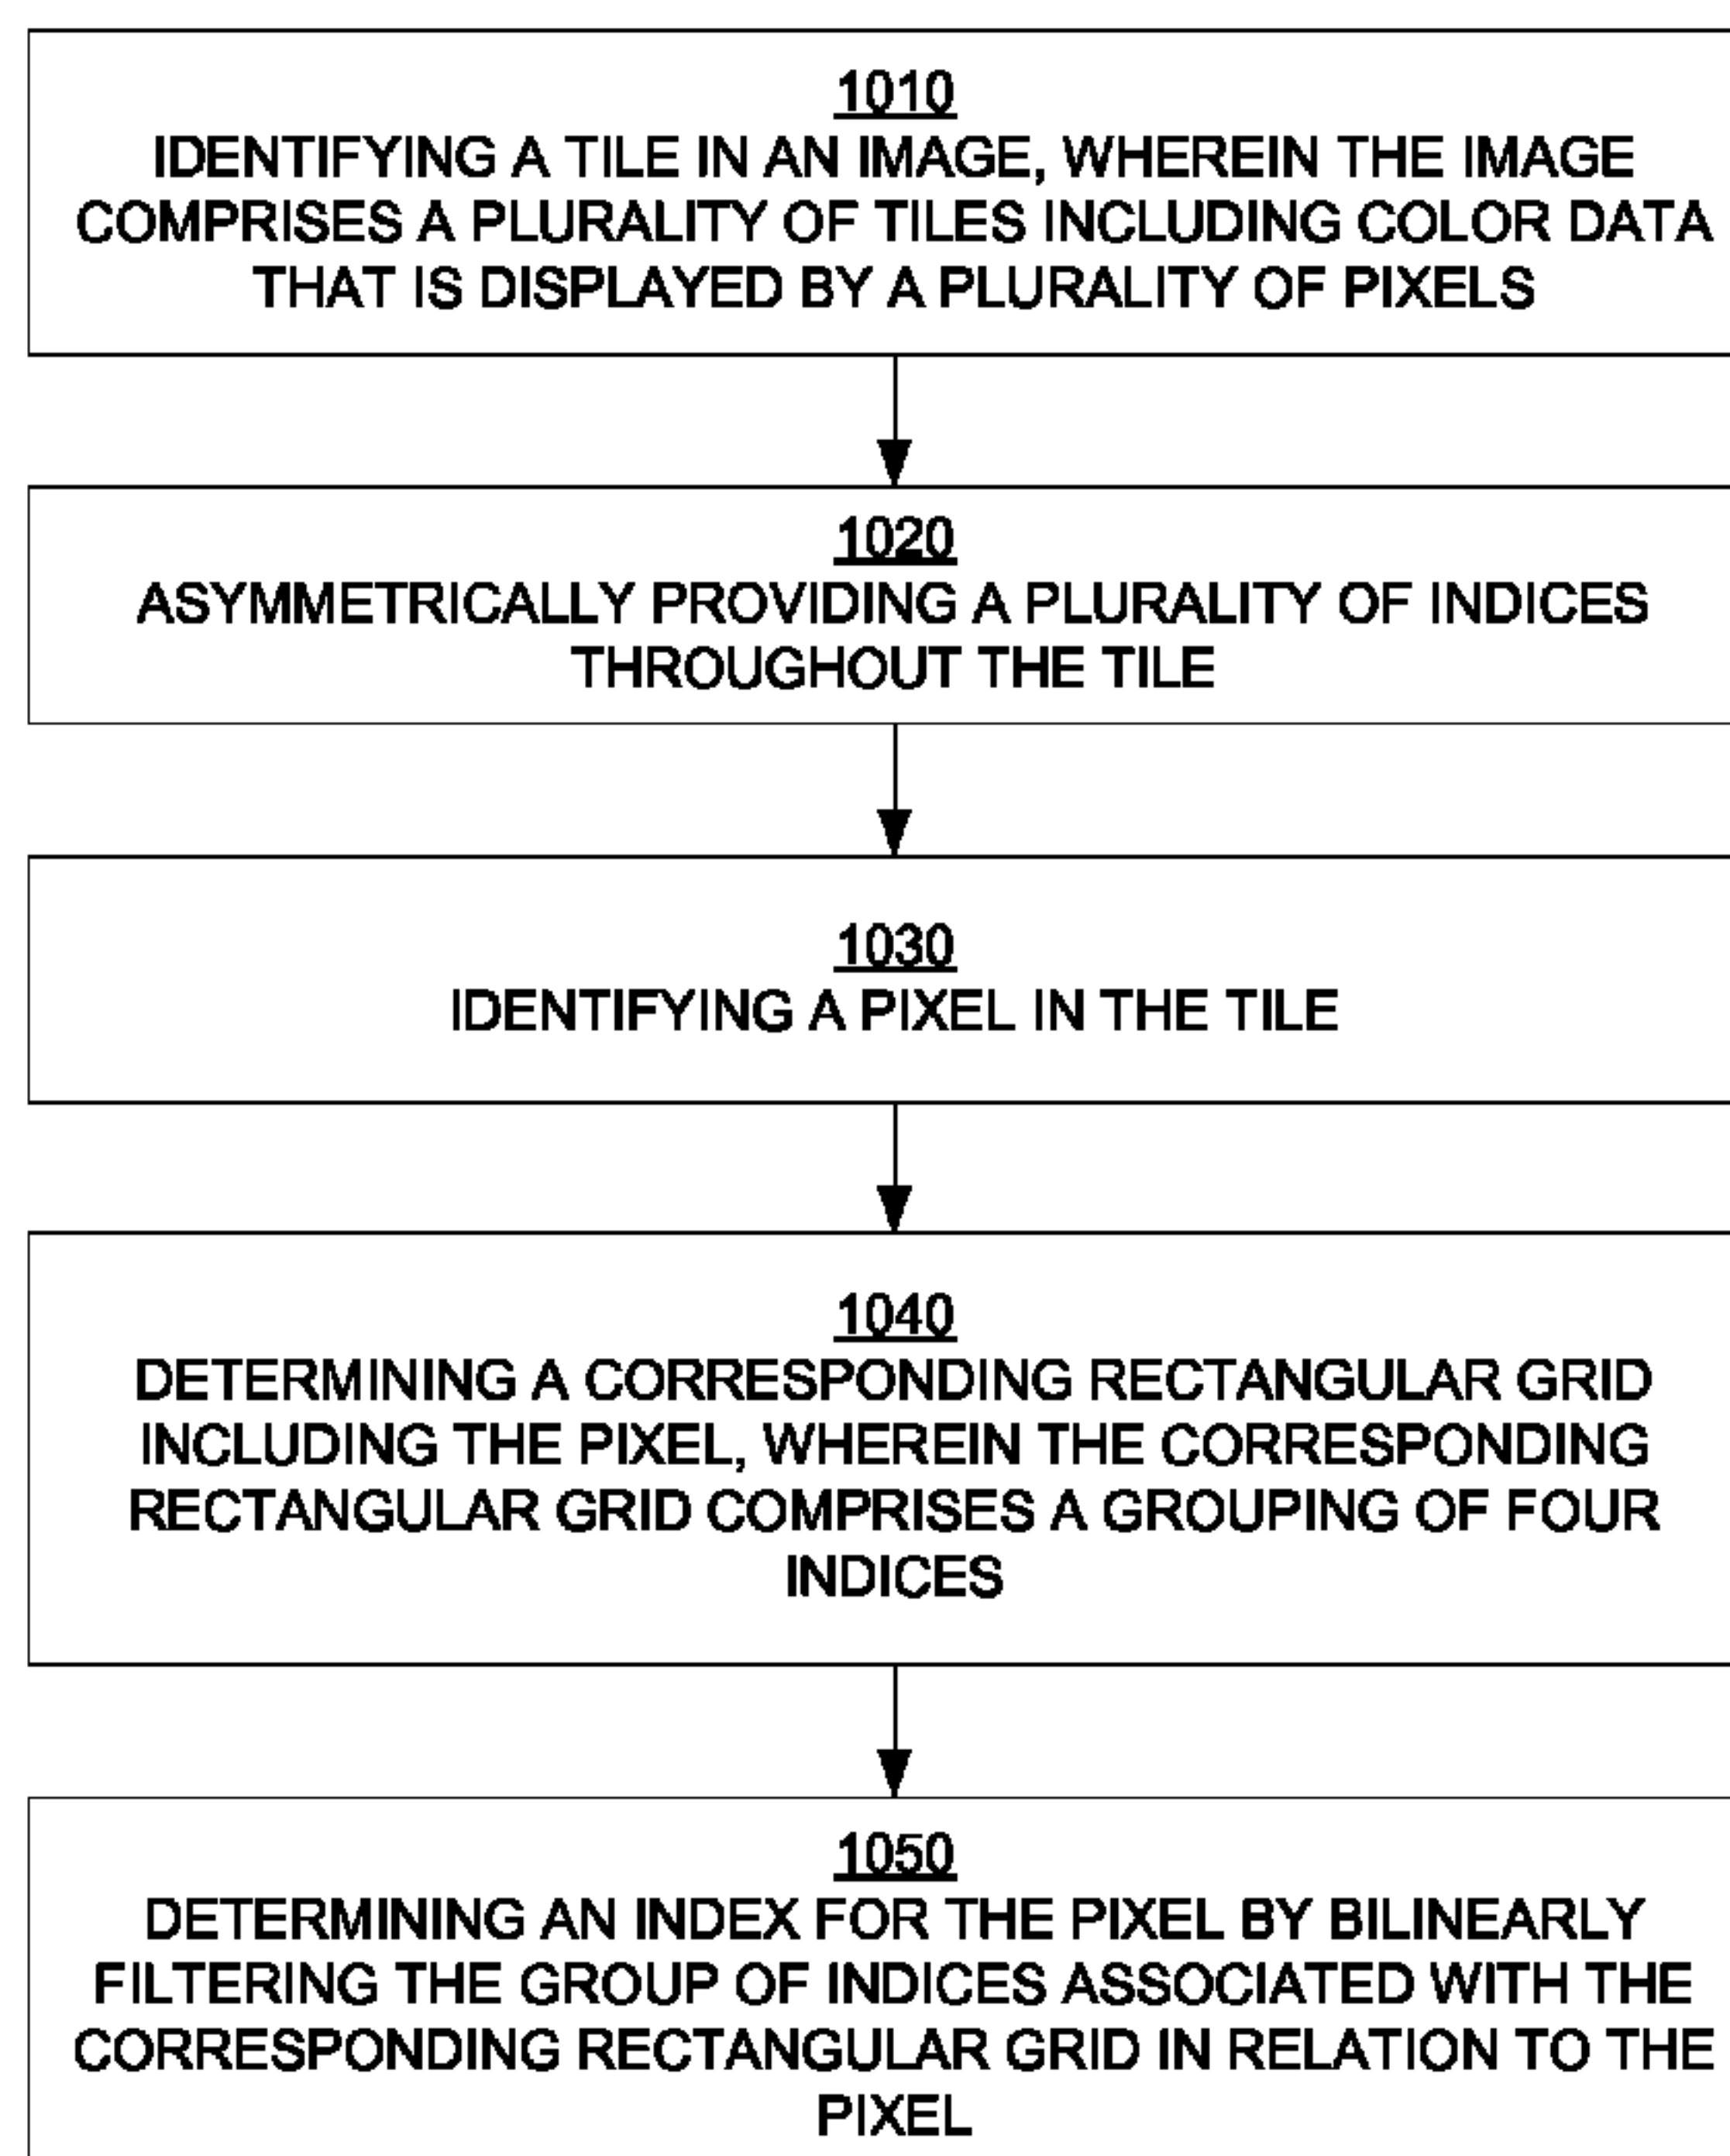 1010
IDENTIFYING A TILE IN AN IMAGE, WHEREIN THE IMAGE
COMPRISES A PLURALITY OF TILES INCLUDING COLOR DATA
THAT IS DISPLAYED BY A PLURALITY OF PIXELS
1020
ASYMMETRICALLY PROVIDING A PLURALITY OF INDICES
THROUGHOUT THE TILE
1030
IDENTIFYING A PIXEL IN THE TILE
1040
DETERMINING A CORRESPONDING RECTANGULAR GRID
INCLUDING THE PIXEL, WHEREIN THE CORRESPONDING
RECTANGULAR GRID COMPRISES A GROUPING OF FOUR
INDICES
1050
DETERMINING AN INDEX FOR THE PIXEL BY BILINEARLY
FILTERING THE GROUP OF INDICES ASSOCIATED WITH THE
CORRESPONDING RECTANGULAR GRID IN RELATION TO THE
PIXEL